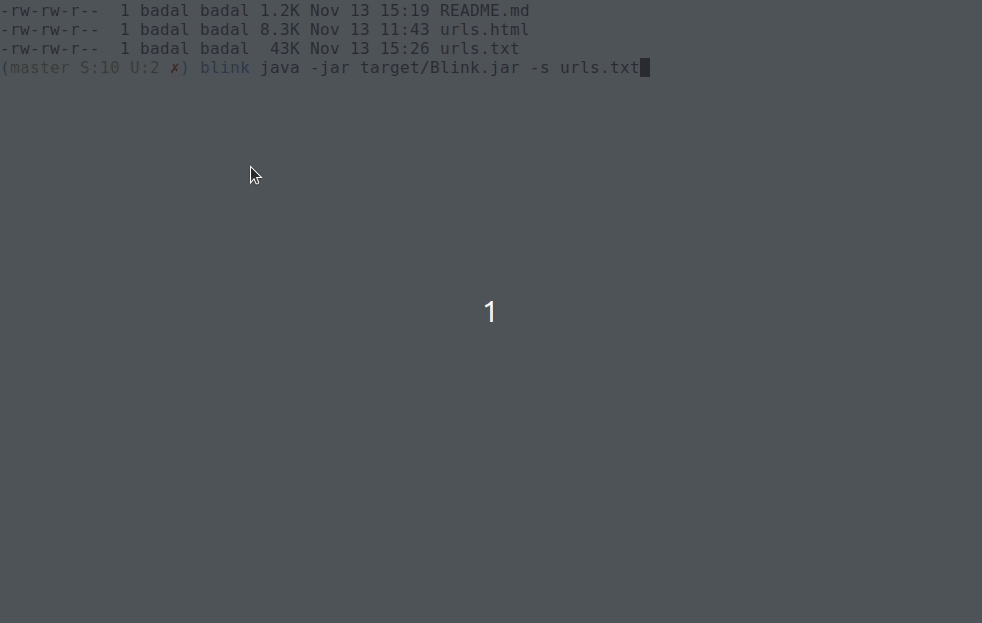 -rw-rw-r--  1 badal badal 1.2K Nov 13 15:19 README.md
-rw-rw-r--  1 badal badal 8.3K Nov 13 11:43 urls.html
-rw-rw-r--  1 badal badal  43K Nov 13 15:26 urls.txt
(master S:10 U:2 ✗) blink java -jar target/Blink.jar -s urls.txt
1